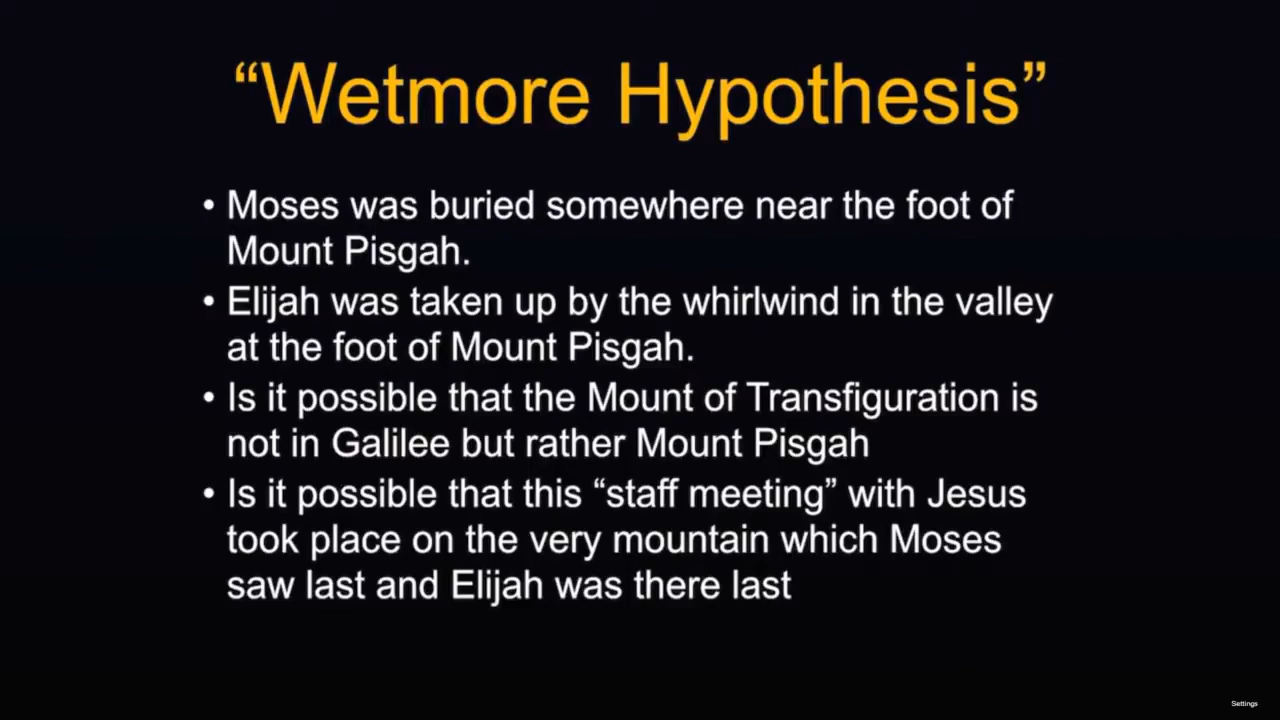 “Wetmore Hypothesis”
• Moses was buried somewhere near the foot of
Mount Pisgah.
• Elijah was taken up by the whirlwind in the valley
at the foot of Mount Pisgah.
• Is it possible that the Mount of Transfiguration is
not in Galilee but rather Mount Pisgah
• Is it possible that this “staff meeting” with Jesus
took place on the very mountain which Moses
saw last and Elijah was there last
Settings